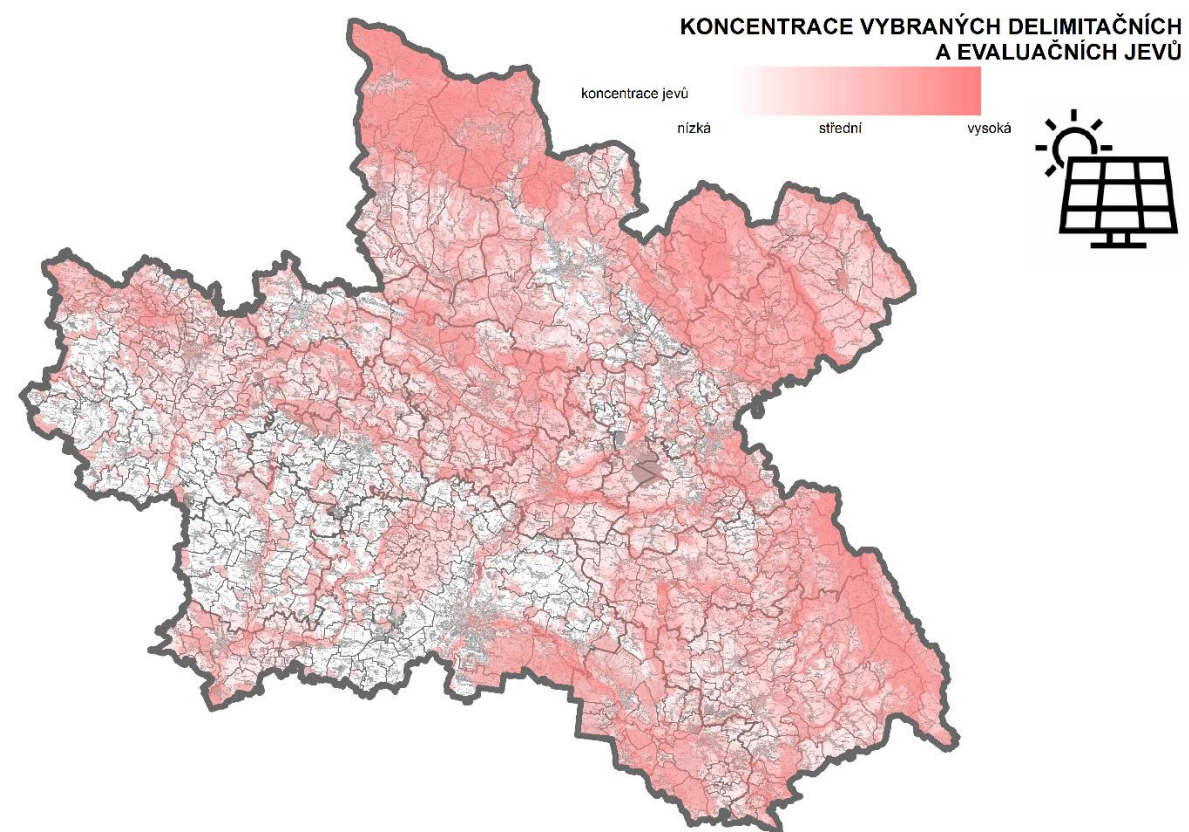 KONCENTRACE VYBRANÝCH DELIMITAČNÍCH
A EVALUAČNÍCH JEVŮ
koncentrace jevů
nízká střední vysoká